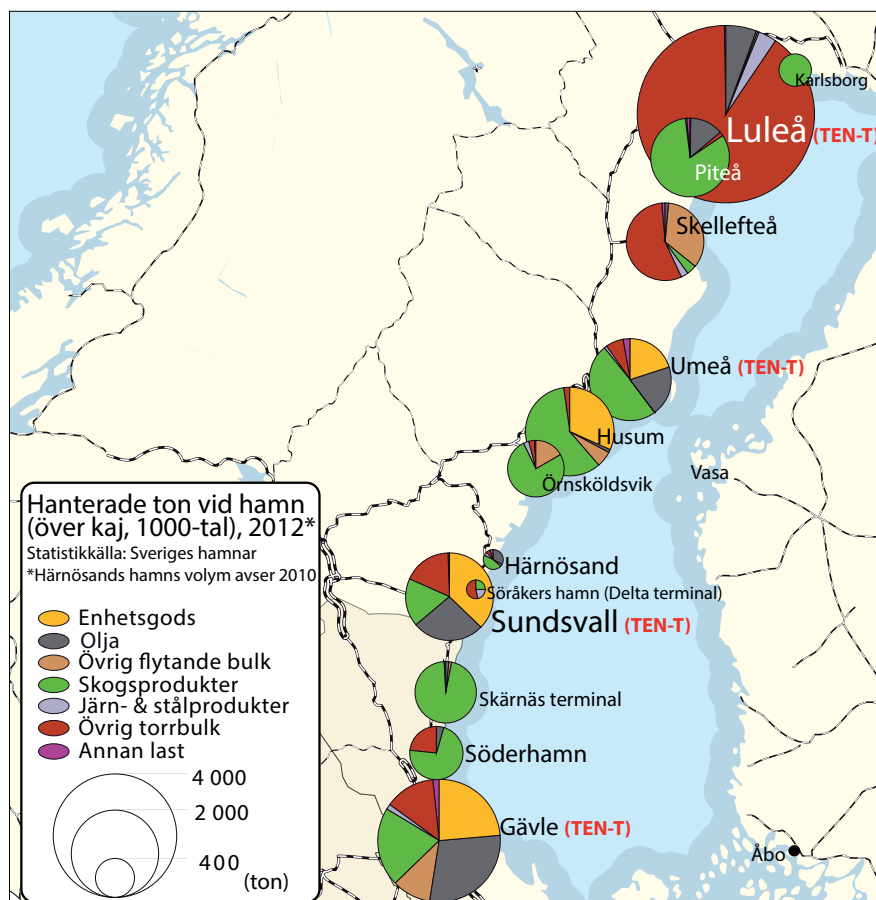 Karlsborg
Luleå (TEN-T)
Piteå
Skellefteå
Umeå (TEN-T)
Husum
Vasa
Örnsköldsvik
Hanterade ton vid hamn
(över kaj, 1000-tal), 2012*
Statistikkälla: Sveriges hamnar
*Härnösands hamns volym avser 2010
Härnösand
Söråkers hamn (Delta terminal)
Sundsvall (TEN-T)
Enhetsgods
Olja
Övrig flytande bulk
Skogsprodukter
Järn- & stålprodukter
Övrig torrbulk
Annan last
Skärnäs terminal
Söderhamn
4 000
2 000
400
(ton)
Gävle (TEN-T)
Åbo